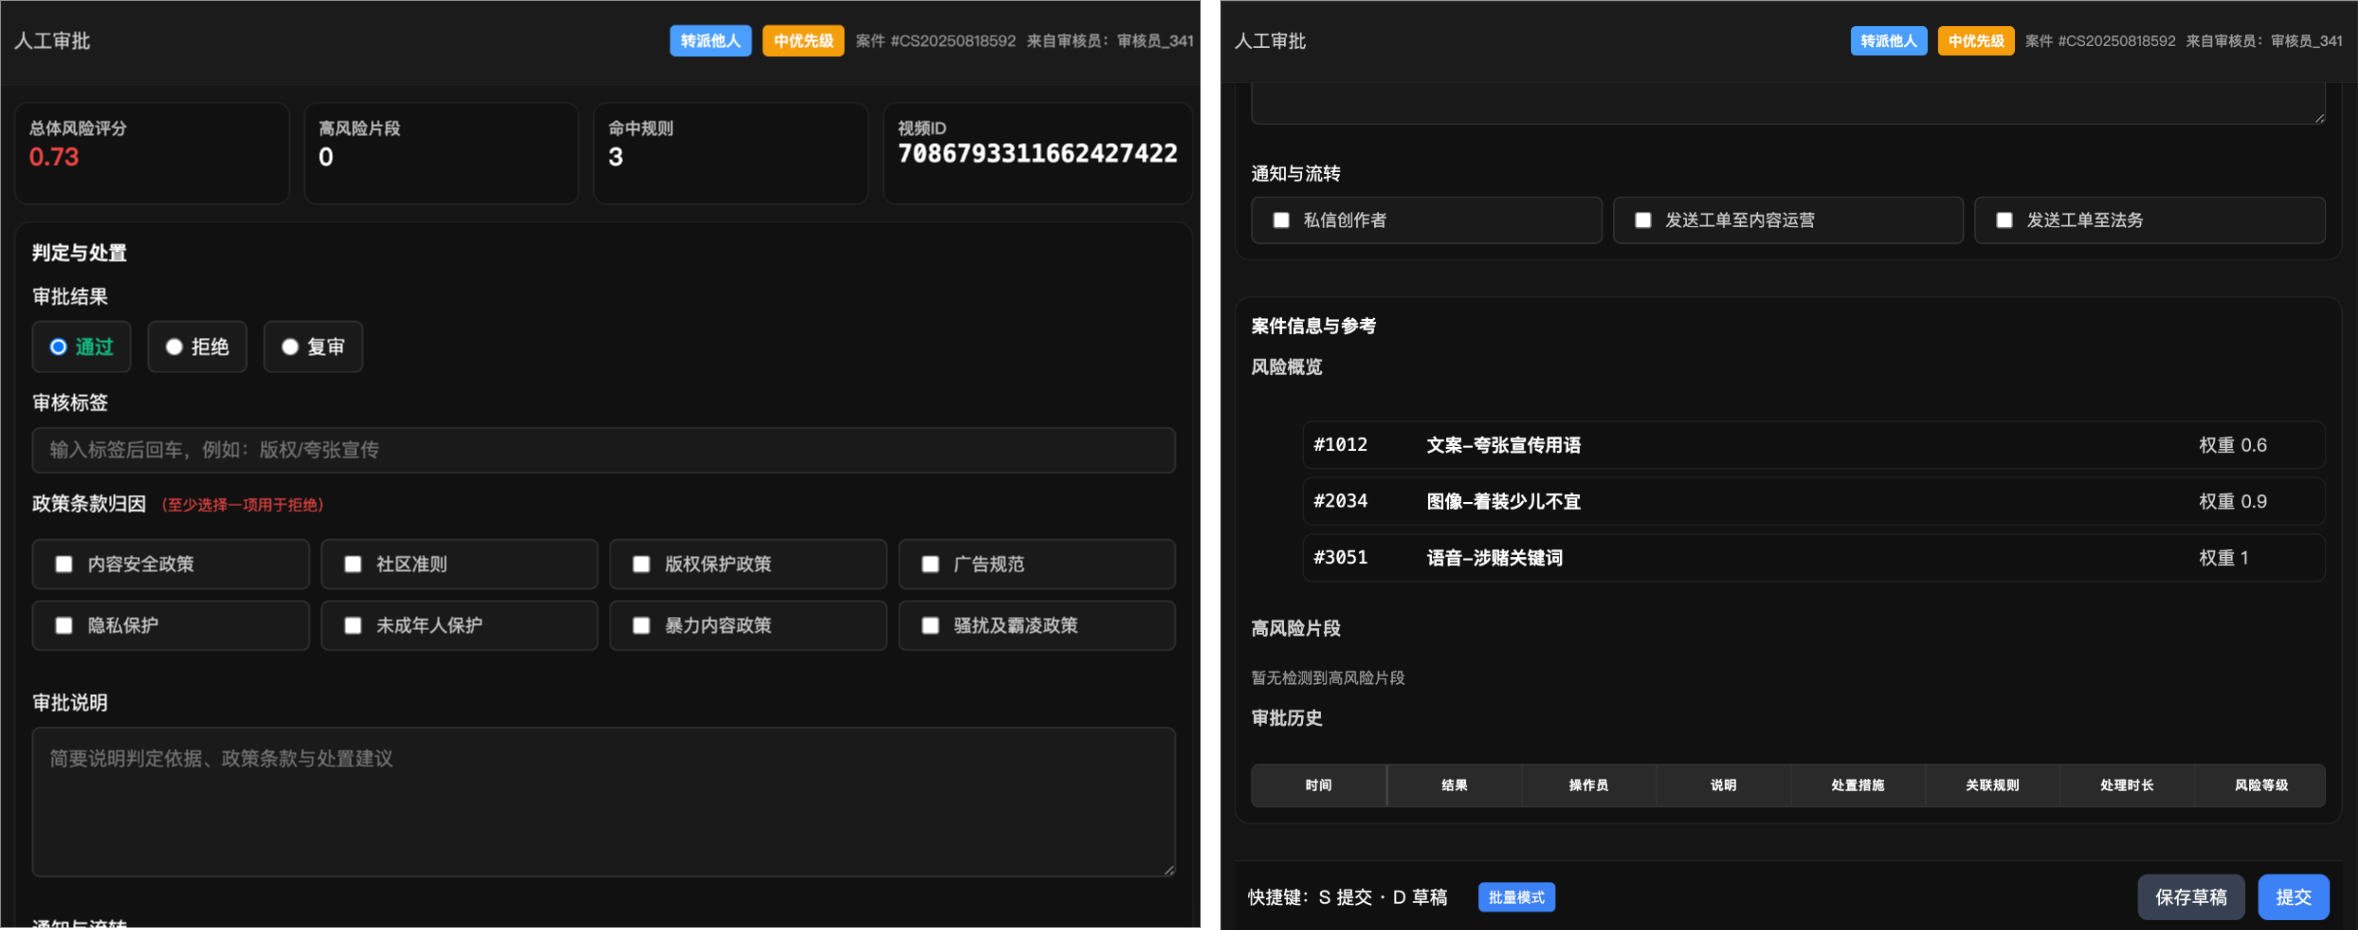 人工审批
转派他人 中优先级 案件 #CS20250818592 来自审核员：审核员_341
总体风险评分
0.73
高风险片段
0
命中规则
3
视频ID
7086793311662427422
判定与处置
审批结果
通过 拒绝 复审
审核标签
输入标签后回车，例如：版权/夸张宣传
政策条款归因 （至少选择一项用于拒绝）
内容安全政策 社区准则 版权保护政策 广告规范
隐私保护 未成年人保护 暴力内容政策 骚扰及霸凌政策
审批说明
简要说明判定依据、政策条款与处置建议
通知与流转
人工审批
转派他人 中优先级 案件 #CS20250818592 来自审核员：审核员_341
通知与流转
私信创作者 发送工单至内容运营 发送工单至法务
案件信息与参考
风险概览
#1012 文案-夸张宣传用语 权重 0.6
#2034 图像-着装少儿不宜 权重 0.9
#3051 语音-涉赌关键词 权重 1
高风险片段
暂无检测到高风险片段
审批历史
时间 结果 操作员 说明 处置措施 关联规则 处理时长 风险等级
快捷键：S 提交 · D 草稿 批量模式 保存草稿 提交